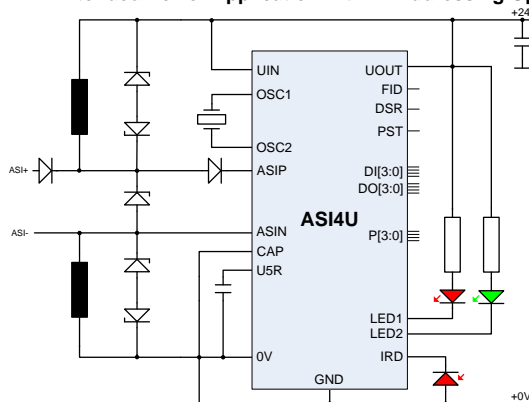 +24
UIN
UOUT
OSC1
FID
DSR
OSC2
PST
ASI+
ASIP
DI[3:0]
DO[3:0]
ASI4U
ASI-
ASIN
P[3:0]
CAP
U5R
LED1
LED2
0V
IRD
GND
+0V